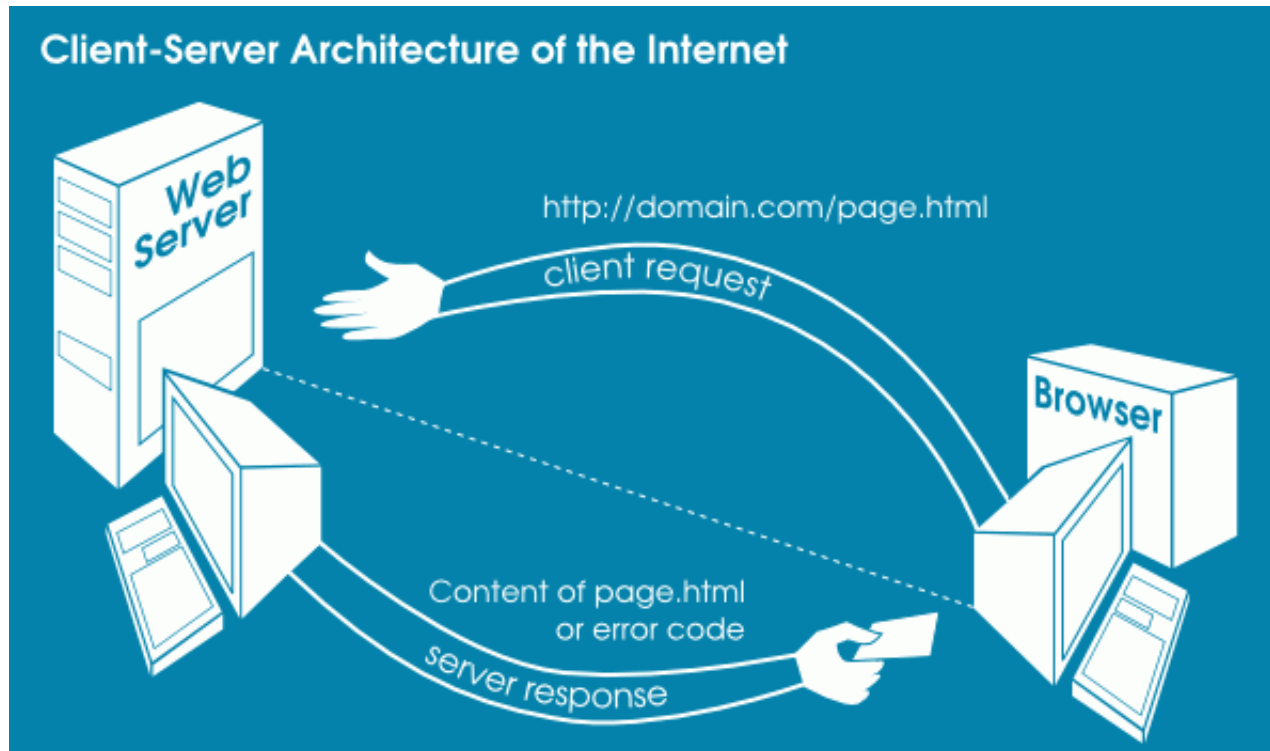 Client-Server Architecture of the Internet
Web
Server
http://domain.com/page.html
client request
Browser
Content of page.html
or error code
server response